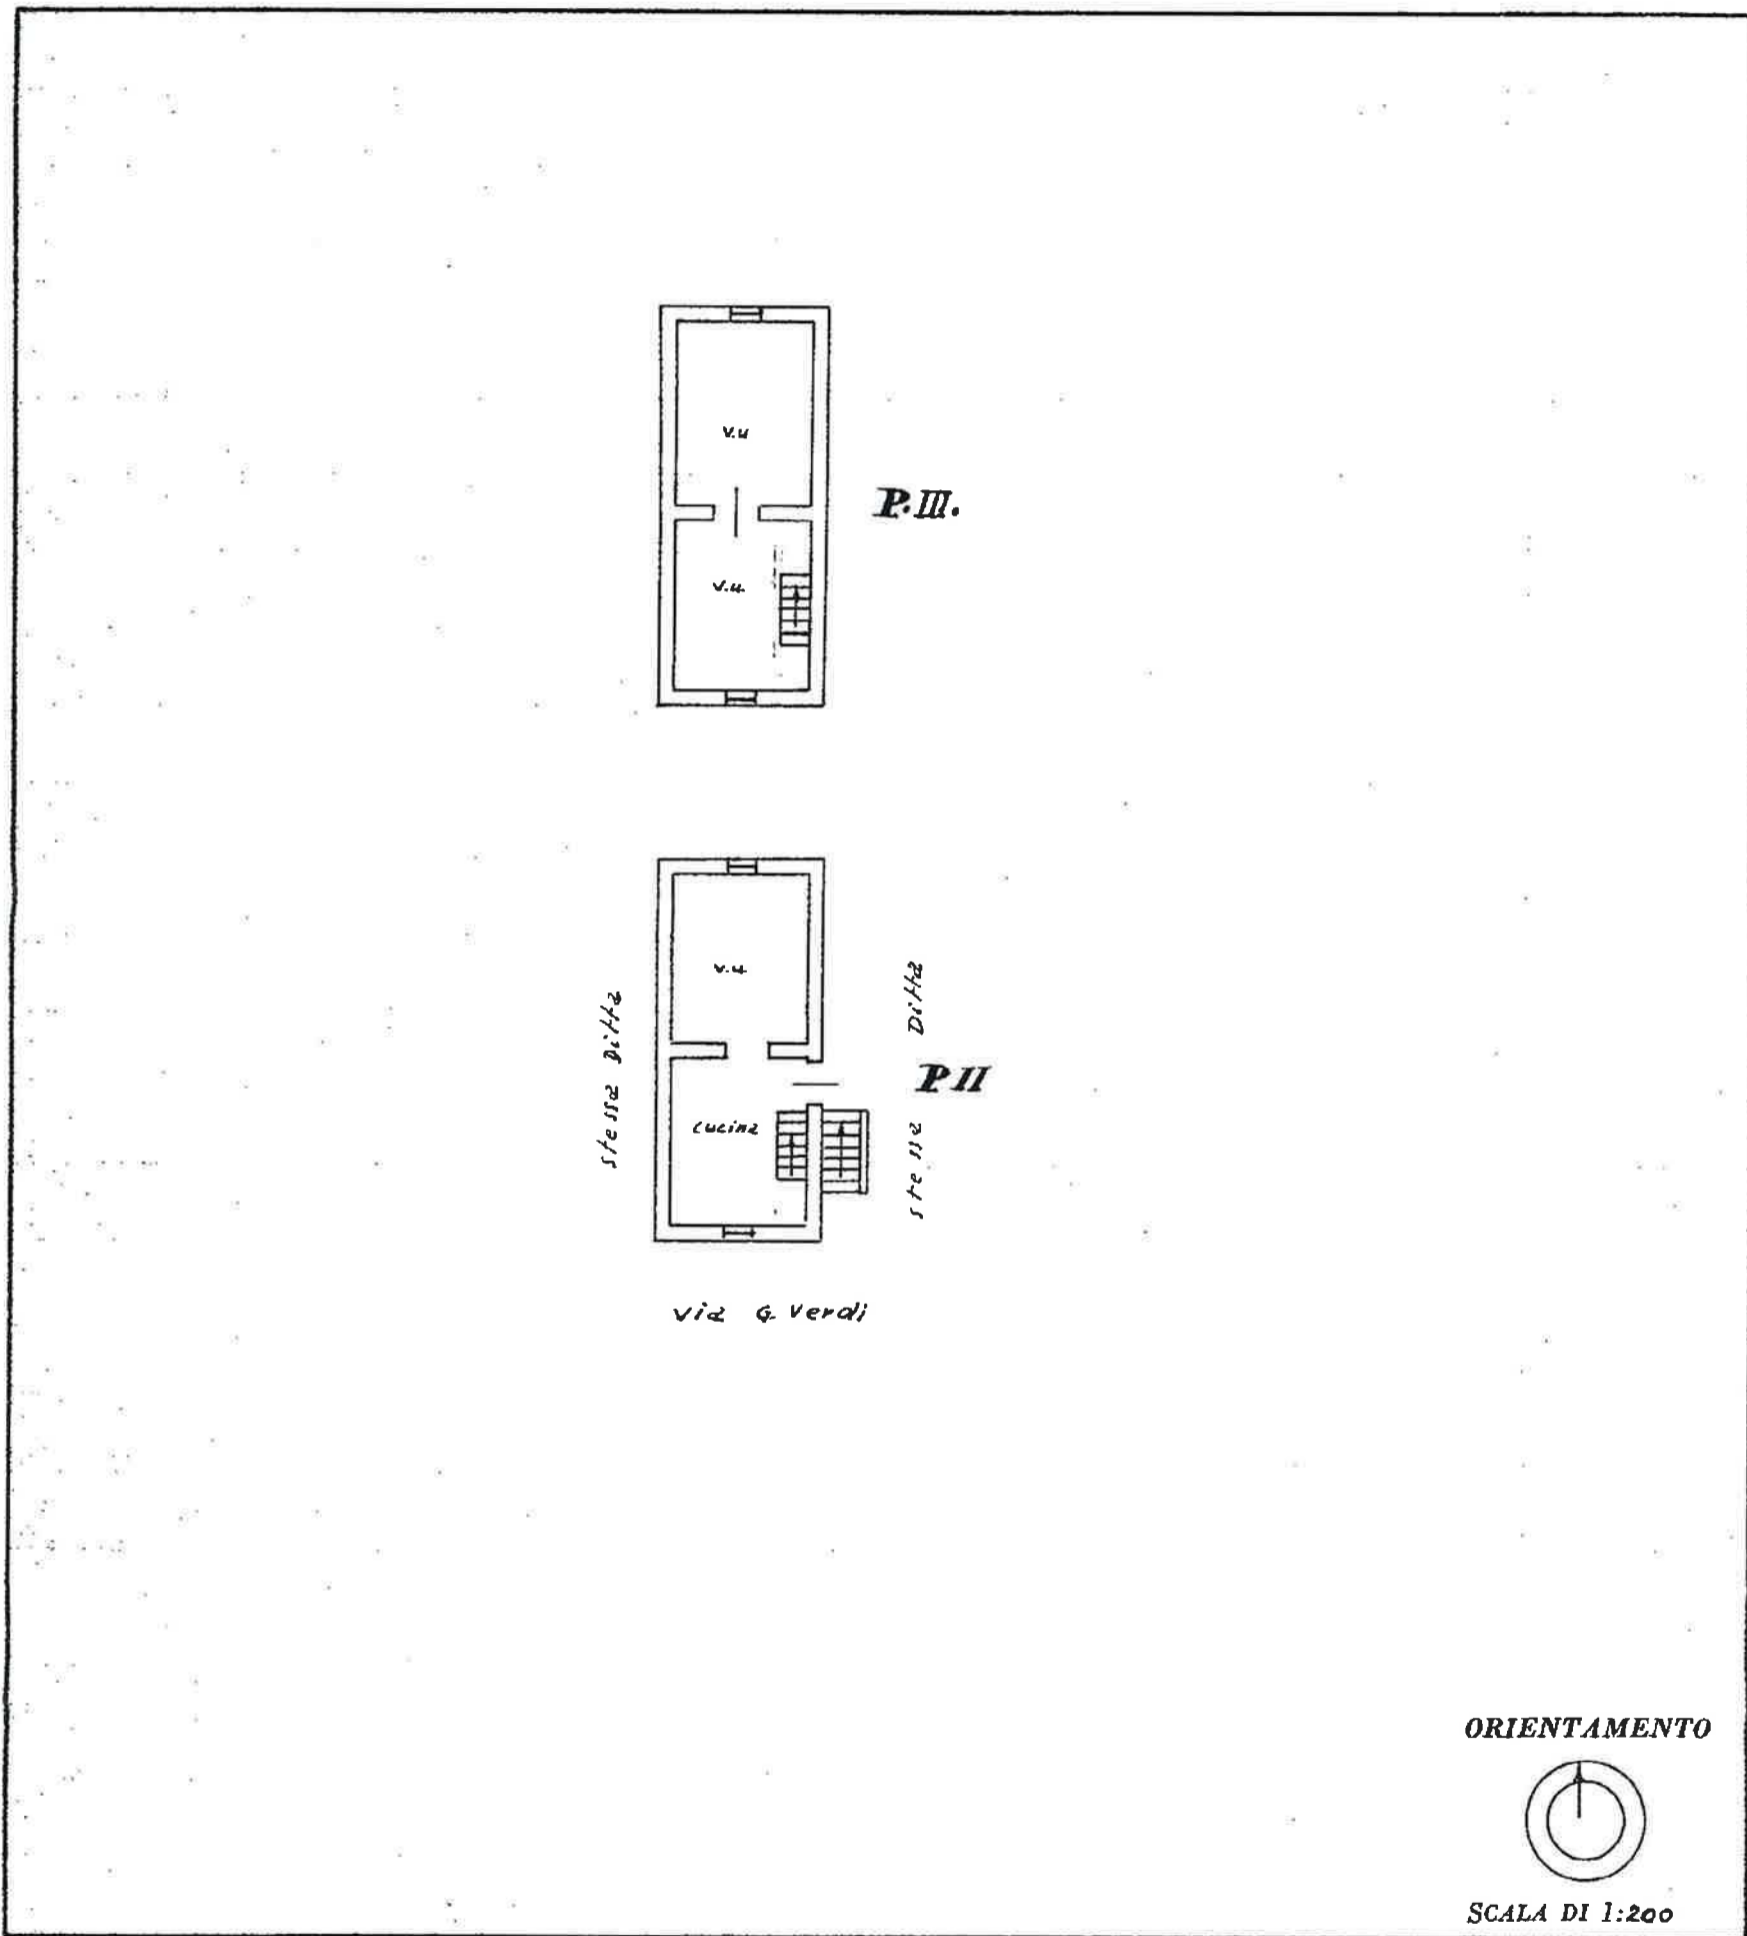 v.u
P.III.
v.u.
Stessa Ditta
Stessa Ditta
P II
cucina
via G. Verdi
ORIENTAMENTO
SCALA DI 1:200